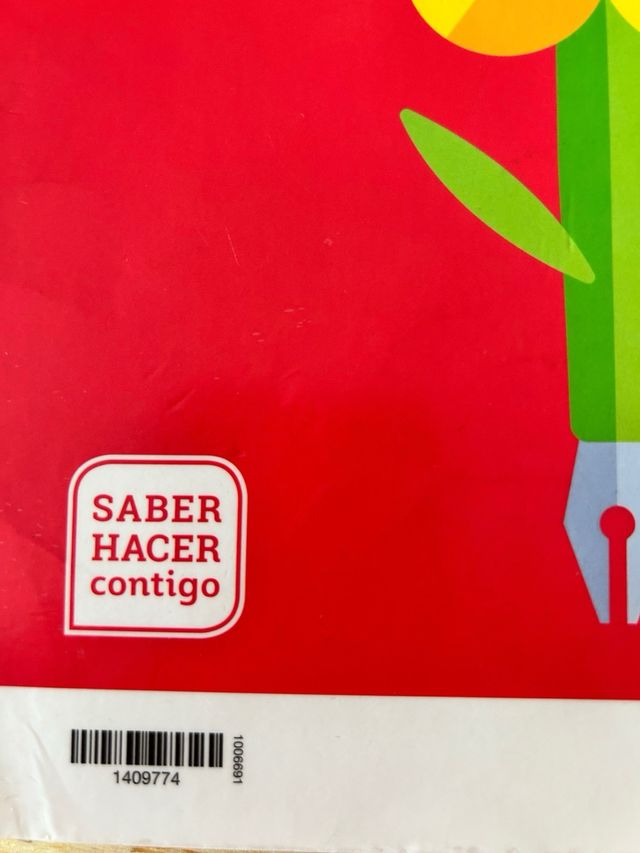 SABER
HACER
contigo
1409774
1006691